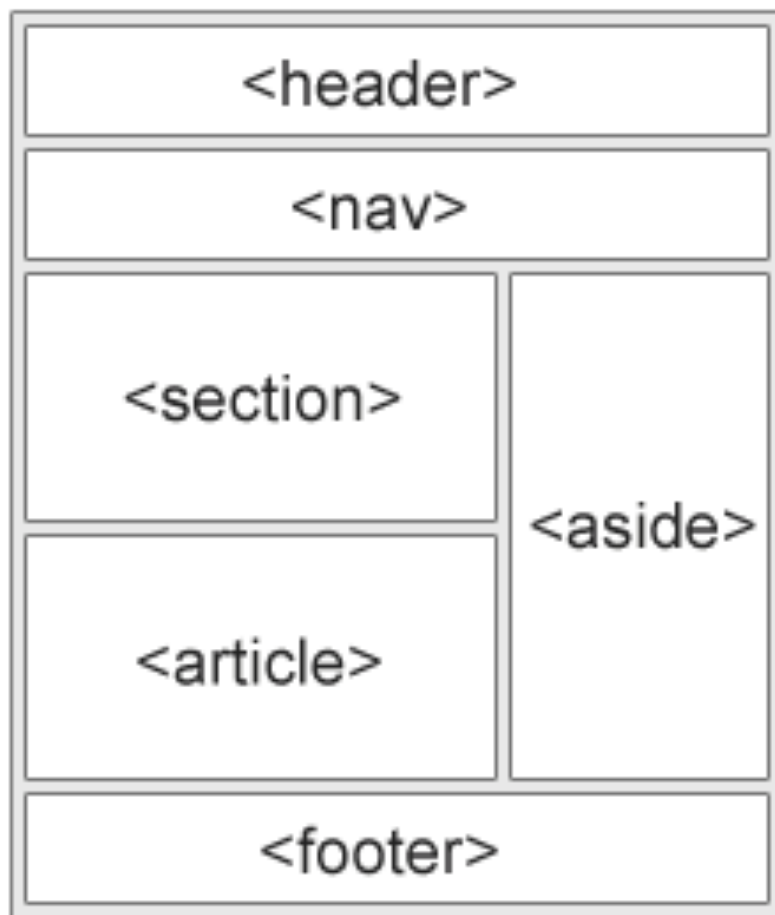 <header>
<nav>
<section>
<aside>
<article>
<footer>